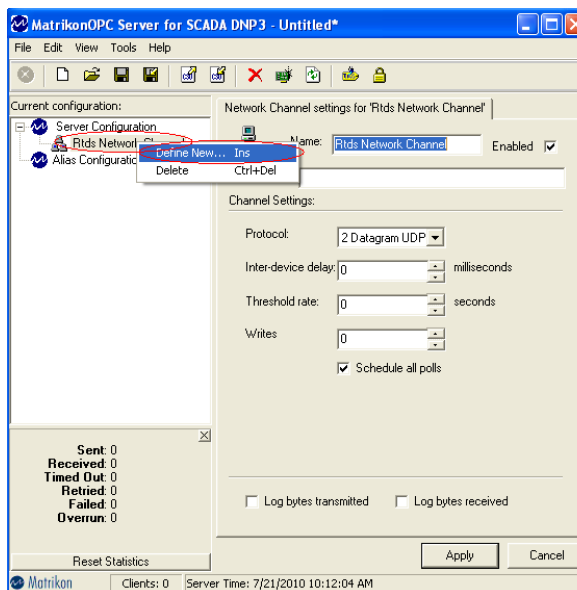 MatrikonOPC Server for SCADA DNP3 - Untitled*
File Edit View Tools Help
Current configuration:
Server Configuration
Rtds Network
Alias Configuration
Define New... Ins
Delete Ctrl+Del
Network Channel settings for 'Rtds Network Channel'
Name: Rtds Network Channel Enabled
Channel Settings:
Protocol: 2 Datagram UDP
Inter-device delay: 0 milliseconds
Threshold rate: 0 seconds
Writes 0
Schedule all polls
Log bytes transmitted Log bytes received
Sent: 0
Received: 0
Timed Out: 0
Retried: 0
Failed: 0
Overrun: 0
Reset Statistics
Apply Cancel
Matrikon Clients: 0 Server Time: 7/21/2010 10:12:04 AM